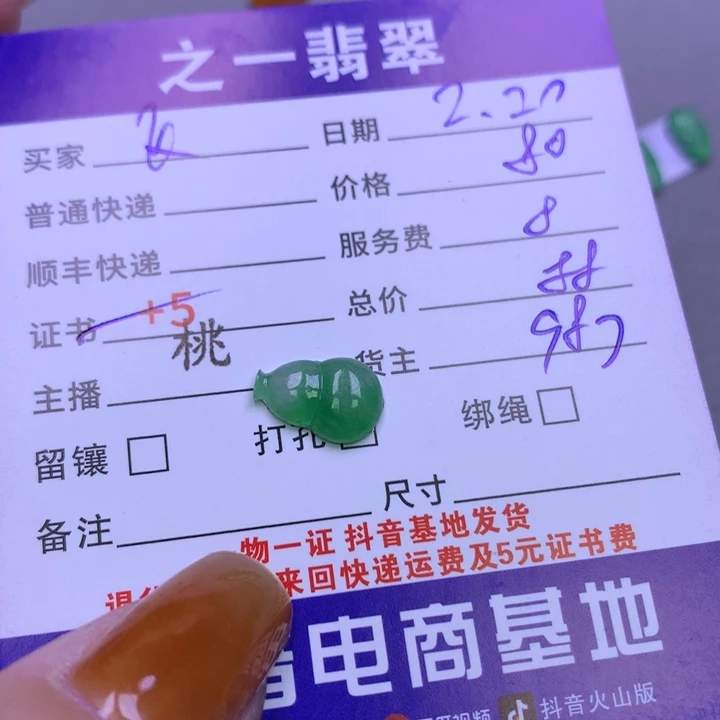 之一翡翠
买家 日期 2.27
普通快递 价格 80
顺丰快递 服务费 8
证书 +5 总价 88
桃
主播 货主 987
留镶 打孔 绑绳
备注 尺寸
物一证 抖音基地发货
来回快递运费及5元证书费
电商基地
视频 抖音火山版